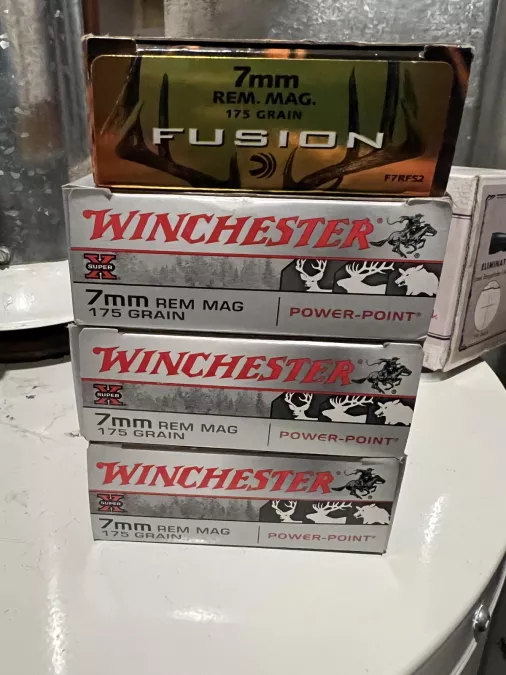 7mm
REM. MAG.
175 GRAIN
FUSION
F7RFS2
WINCHESTER
SUPER X
7mm REM MAG
175 GRAIN
POWER-POINT
WINCHESTER
SUPER X
7mm REM MAG
175 GRAIN
POWER-POINT
WINCHESTER
SUPER X
7mm REM MAG
175 GRAIN
POWER-POINT